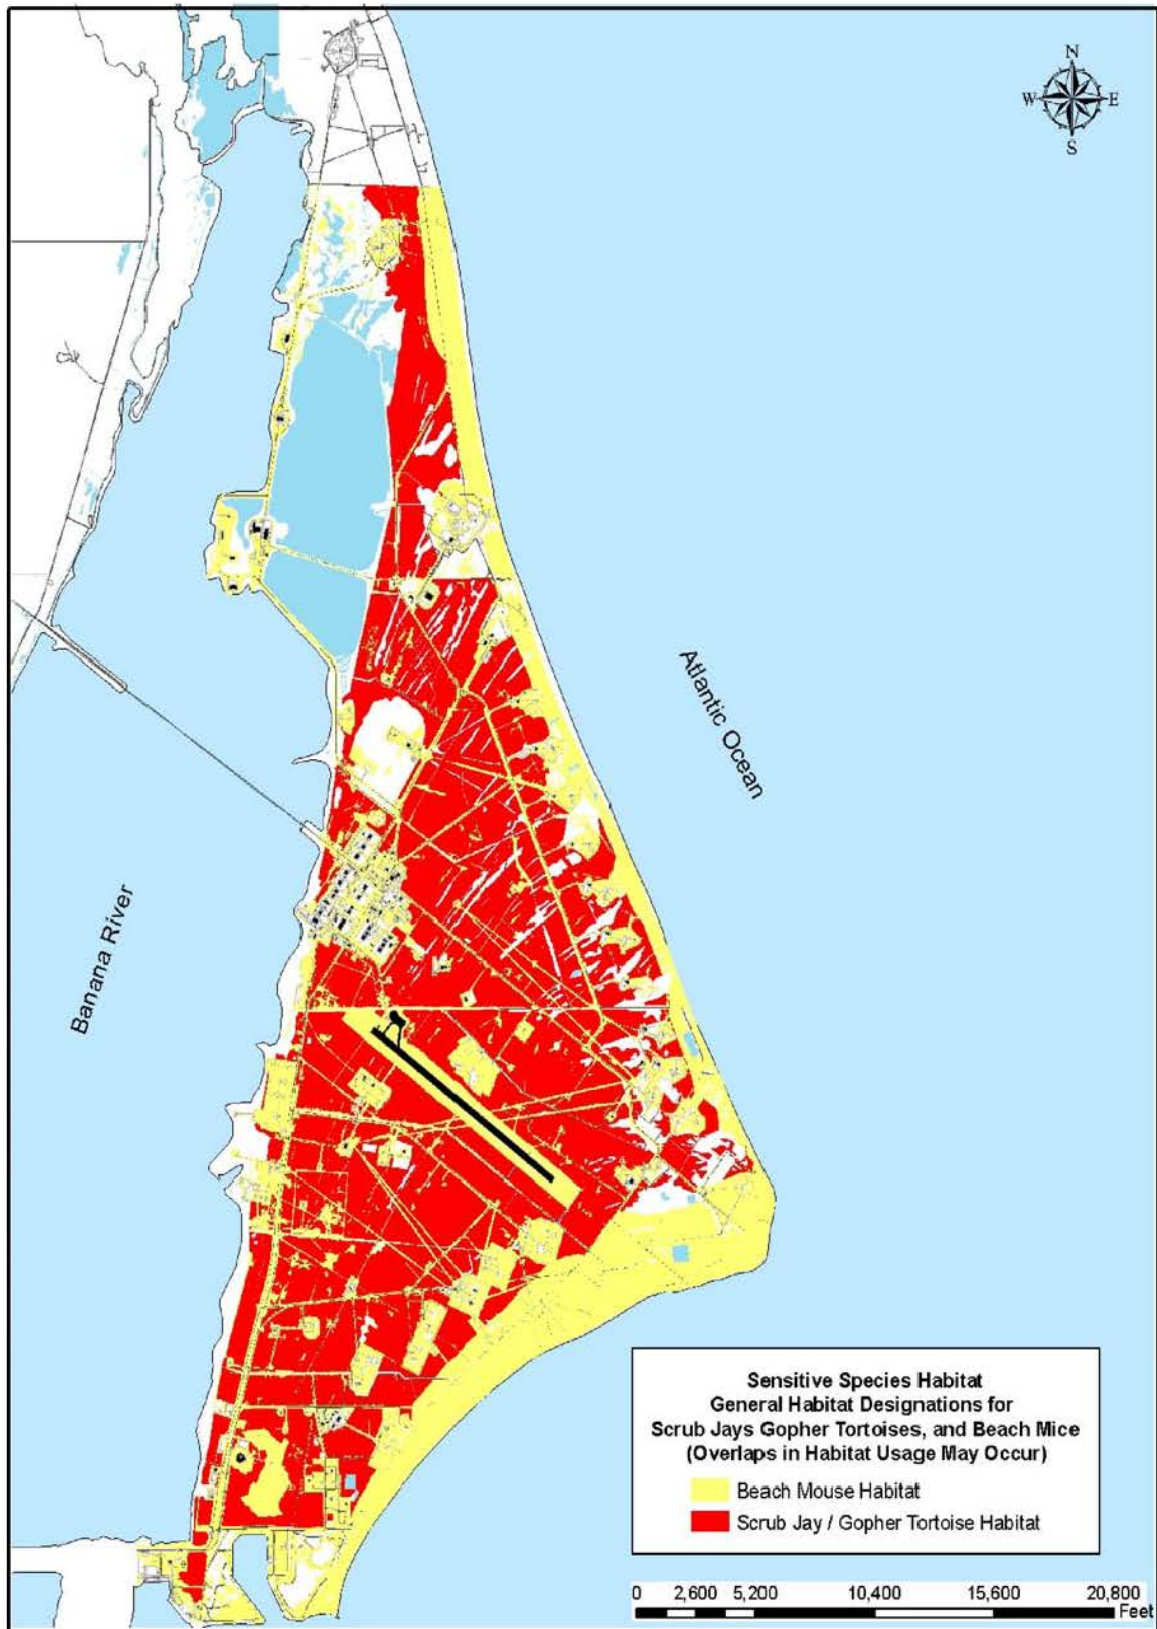 N
W E
S
Atlantic Ocean
Banana River
Sensitive Species Habitat
General Habitat Designations for
Scrub Jays Gopher Tortoises, and Beach Mice
(Overlaps in Habitat Usage May Occur)
Beach Mouse Habitat
Scrub Jay / Gopher Tortoise Habitat
0 2,600 5,200 10,400 15,600 20,800
Feet